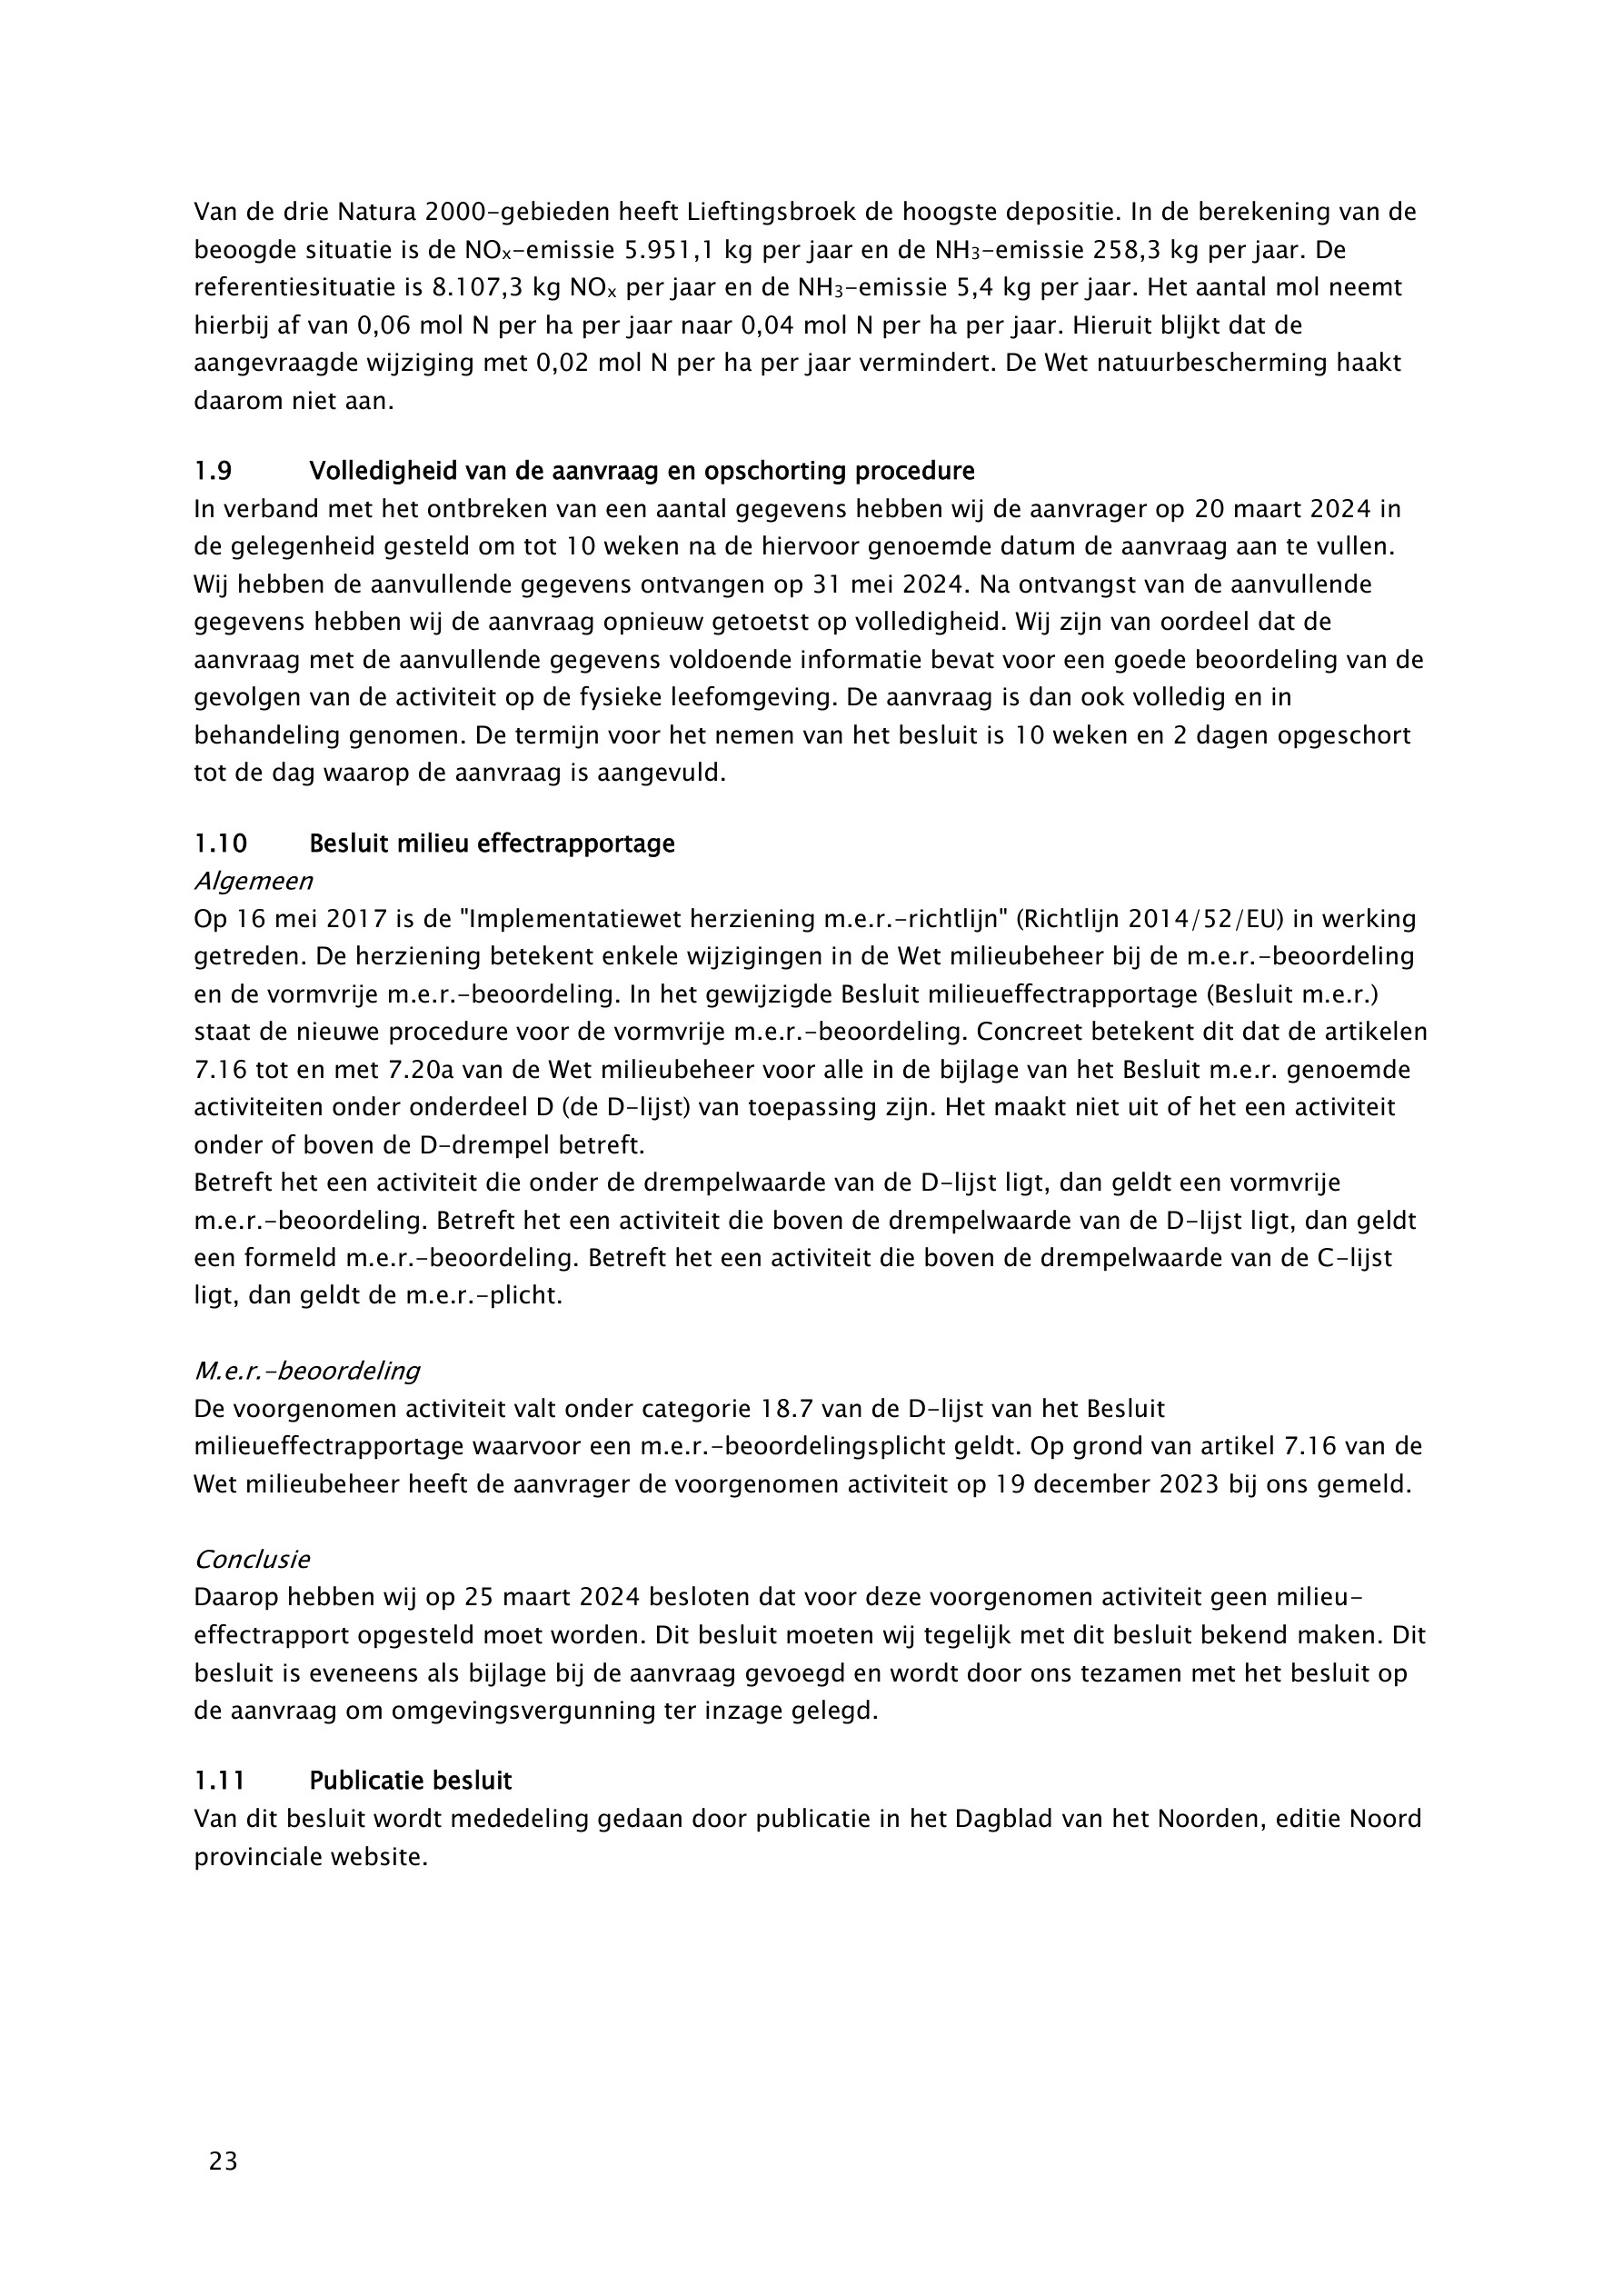 Van de drie Natura 2000-gebieden heeft Lieftingsbroek de hoogste depositie. In de berekening van de
beoogde situatie is de NOx-emissie 5.951,1 kg per jaar en de NH3-emissie 258,3 kg per jaar. De
referentiesituatie is 8.107,3 kg NOx per jaar en de NH3-emissie 5,4 kg per jaar. Het aantal mol neemt
hierbij af van 0,06 mol N per ha per jaar naar 0,04 mol N per ha per jaar. Hieruit blijkt dat de
aangevraagde wijziging met 0,02 mol N per ha per jaar vermindert. De Wet natuurbescherming haakt
daarom niet aan.
1.9 Volledigheid van de aanvraag en opschorting procedure
In verband met het ontbreken van een aantal gegevens hebben wij de aanvrager op 20 maart 2024 in
de gelegenheid gesteld om tot 10 weken na de hiervoor genoemde datum de aanvraag aan te vullen.
Wij hebben de aanvullende gegevens ontvangen op 31 mei 2024. Na ontvangst van de aanvullende
gegevens hebben wij de aanvraag opnieuw getoetst op volledigheid. Wij zijn van oordeel dat de
aanvraag met de aanvullende gegevens voldoende informatie bevat voor een goede beoordeling van de
gevolgen van de activiteit op de fysieke leefomgeving. De aanvraag is dan ook volledig en in
behandeling genomen. De termijn voor het nemen van het besluit is 10 weken en 2 dagen opgeschort
tot de dag waarop de aanvraag is aangevuld.
1.10 Besluit milieu effectrapportage
Algemeen
Op 16 mei 2017 is de "Implementatiewet herziening m.e.r.-richtlijn" (Richtlijn 2014/52/EU) in werking
getreden. De herziening betekent enkele wijzigingen in de Wet milieubeheer bij de m.e.r.-beoordeling
en de vormvrije m.e.r.-beoordeling. In het gewijzigde Besluit milieueffectrapportage (Besluit m.e.r.)
staat de nieuwe procedure voor de vormvrije m.e.r.-beoordeling. Concreet betekent dit dat de artikelen
7.16 tot en met 7.20a van de Wet milieubeheer voor alle in de bijlage van het Besluit m.e.r. genoemde
activiteiten onder onderdeel D (de D-lijst) van toepassing zijn. Het maakt niet uit of het een activiteit
onder of boven de D-drempel betreft.
Betreft het een activiteit die onder de drempelwaarde van de D-lijst ligt, dan geldt een vormvrije
m.e.r.-beoordeling. Betreft het een activiteit die boven de drempelwaarde van de D-lijst ligt, dan geldt
een formeld m.e.r.-beoordeling. Betreft het een activiteit die boven de drempelwaarde van de C-lijst
ligt, dan geldt de m.e.r.-plicht.
M.e.r.-beoordeling
De voorgenomen activiteit valt onder categorie 18.7 van de D-lijst van het Besluit
milieueffectrapportage waarvoor een m.e.r.-beoordelingsplicht geldt. Op grond van artikel 7.16 van de
Wet milieubeheer heeft de aanvrager de voorgenomen activiteit op 19 december 2023 bij ons gemeld.
Conclusie
Daarop hebben wij op 25 maart 2024 besloten dat voor deze voorgenomen activiteit geen milieu-
effectrapport opgesteld moet worden. Dit besluit moeten wij tegelijk met dit besluit bekend maken. Dit
besluit is eveneens als bijlage bij de aanvraag gevoegd en wordt door ons tezamen met het besluit op
de aanvraag om omgevingsvergunning ter inzage gelegd.
1.11 Publicatie besluit
Van dit besluit wordt mededeling gedaan door publicatie in het Dagblad van het Noorden, editie Noord
provinciale website.
23